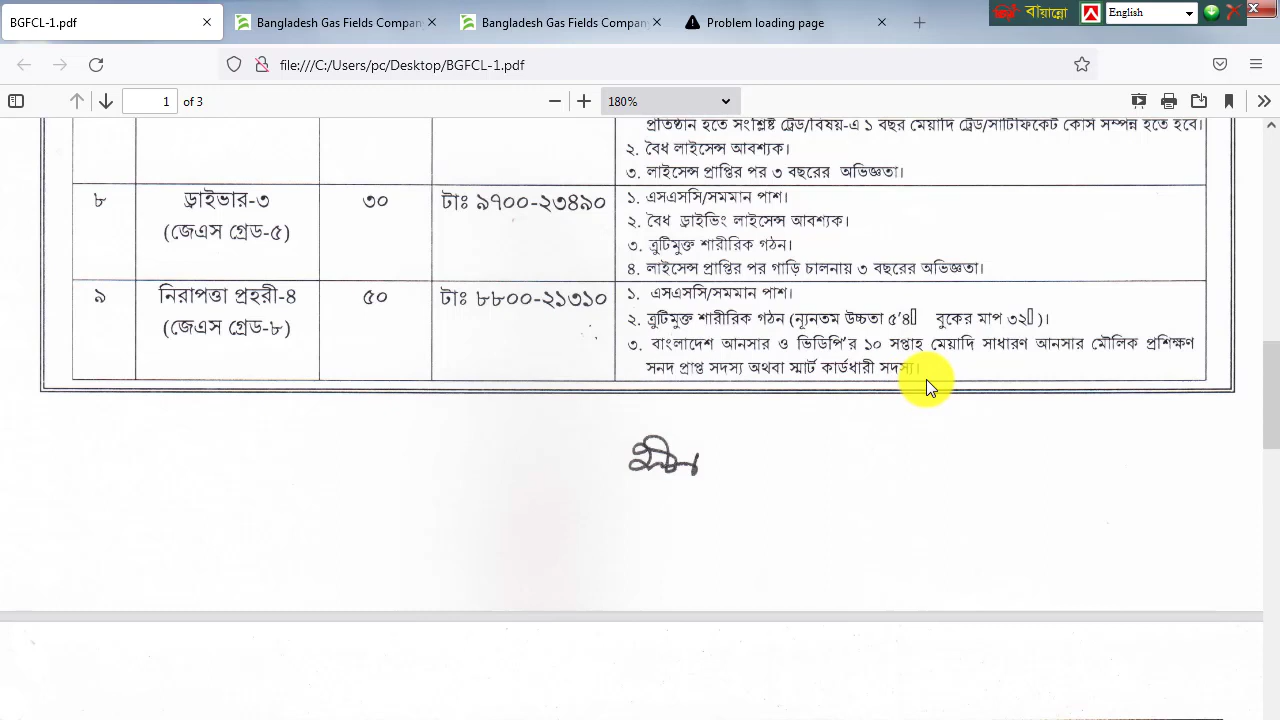 BGFCL-1.pdf
Bangladesh Gas Fields Compan
Bangladesh Gas Fields Compan
Problem loading page
বায়ান্নো
English
file:///C:/Users/pc/Desktop/BGFCL-1.pdf
1 of 3
180%
প্রতিষ্ঠান হতে সংশ্লিষ্ট ট্রেড/বিষয়-এ ১ বছর মেয়াদি ট্রেড/সার্টিফিকেট কোর্স সম্পন্ন হতে হবে।
২. বৈধ লাইসেন্স আবশ্যক।
৩. লাইসেন্স প্রাপ্তির পর ৩ বছরের অভিজ্ঞতা।
৮ ড্রাইভার-৩ ৩০ টাঃ ৯৭০০-২৩৪৯০ ১. এসএসসি/সমমান পাশ।
(জেএস গ্রেড-৫) ২. বৈধ ড্রাইভিং লাইসেন্স আবশ্যক।
৩. ত্রুটিমুক্ত শারীরিক গঠন।
৪. লাইসেন্স প্রাপ্তির পর গাড়ি চালনায় ৩ বছরের অভিজ্ঞতা।
৯ নিরাপত্তা প্রহরী-৪ ৫০ টাঃ ৮৮০০-২১৩১০ ১. এসএসসি/সমমান পাশ।
(জেএস গ্রেড-৮) ২. ত্রুটিমুক্ত শারীরিক গঠন (ন্যূনতম উচ্চতা ৫'৪ বুকের মাপ ৩২ )।
৩. বাংলাদেশ আনসার ও ভিডিপি'র ১০ সপ্তাহ মেয়াদি সাধারণ আনসার মৌলিক প্রশিক্ষণ
সনদ প্রাপ্ত সদস্য অথবা স্মার্ট কার্ডধারী সদস্য।